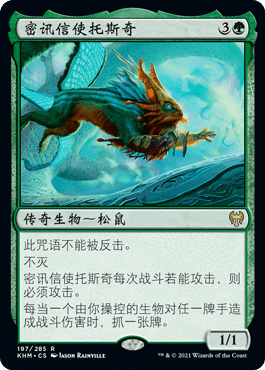 密讯信使托斯奇 3
传奇生物～松鼠
此咒语不能被反击。
不灭
密讯信使托斯奇每次战斗若能攻击，则
必须攻击。
每当一个由你操控的生物对任一牌手造
成战斗伤害时，抓一张牌。
1/1
197/285 R
KHM • CS JASON RAINVILLE
™ & © 2021 Wizards of the Coast